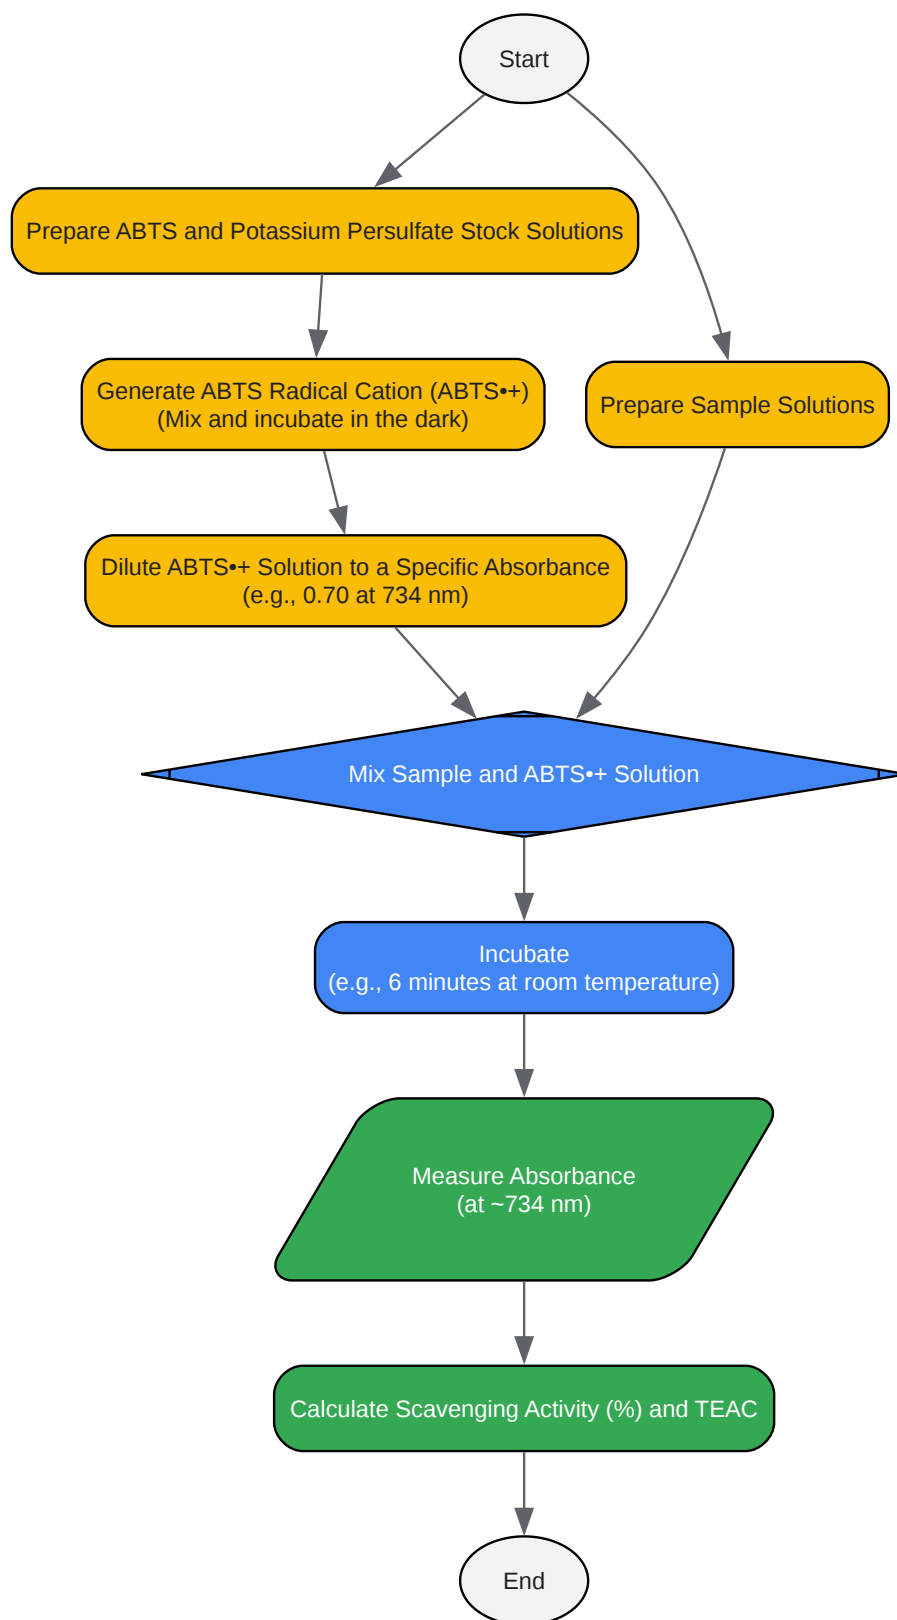 Start
Prepare ABTS and Potassium Persulfate Stock Solutions
Generate ABTS Radical Cation (ABTS•+)
(Mix and incubate in the dark)
Prepare Sample Solutions
Dilute ABTS•+ Solution to a Specific Absorbance
(e.g., 0.70 at 734 nm)
Mix Sample and ABTS•+ Solution
Incubate
(e.g., 6 minutes at room temperature)
Measure Absorbance
(at ~734 nm)
Calculate Scavenging Activity (%) and TEAC
End